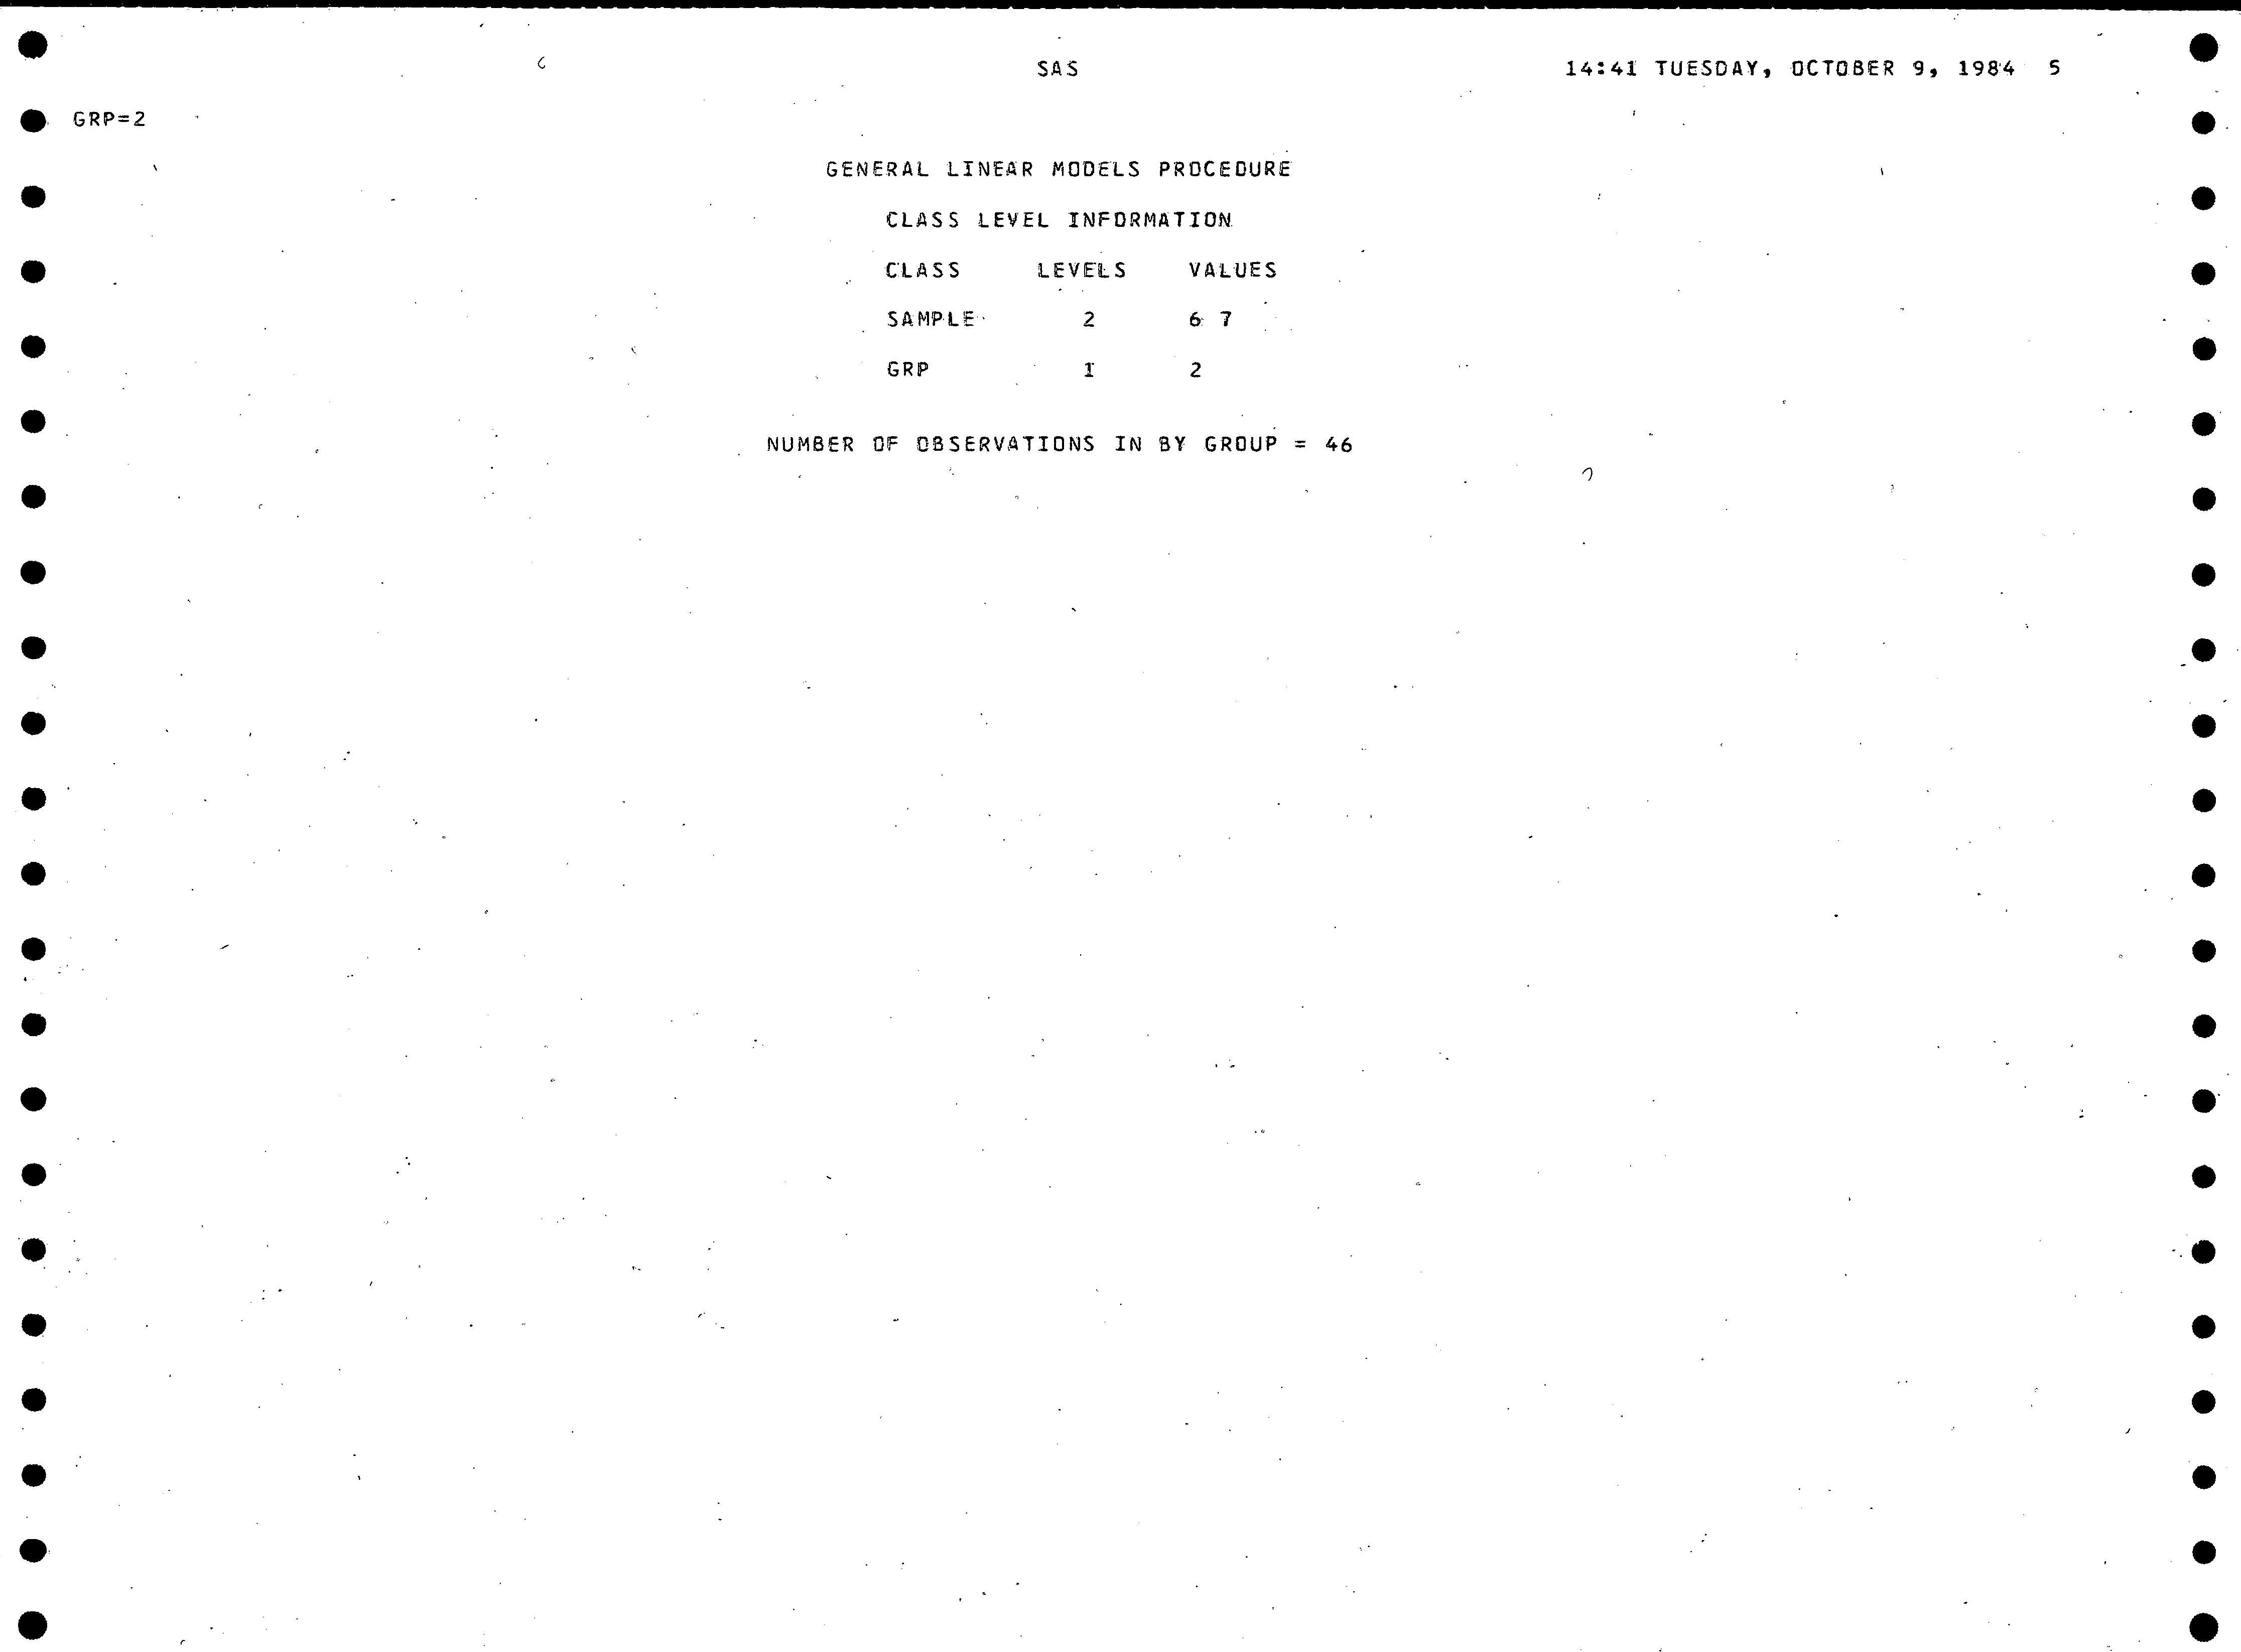 SAS 14:41 TUESDAY, OCTOBER 9, 1984 5
GRP=2
GENERAL LINEAR MODELS PROCEDURE
CLASS LEVEL INFORMATION
CLASS LEVELS VALUES
SAMPLE 2 6 7
GRP 1 2
NUMBER OF OBSERVATIONS IN BY GROUP = 46